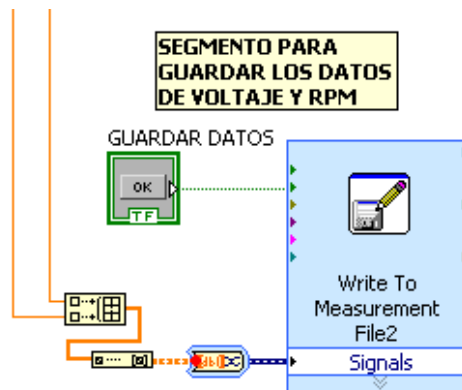 SEGMENTO PARA
GUARDAR LOS DATOS
DE VOLTAJE Y RPM
GUARDAR DATOS
OK
TF
Write To
Measurement
File2
Signals